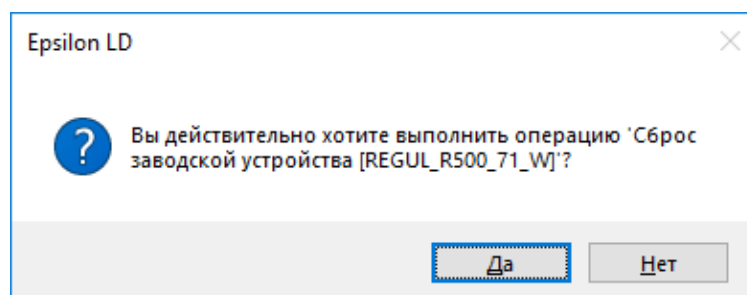 Epsilon LD
Вы действительно хотите выполнить операцию 'Сброс
заводской устройства [REGUL_R500_71_W]'?
Да
Нет